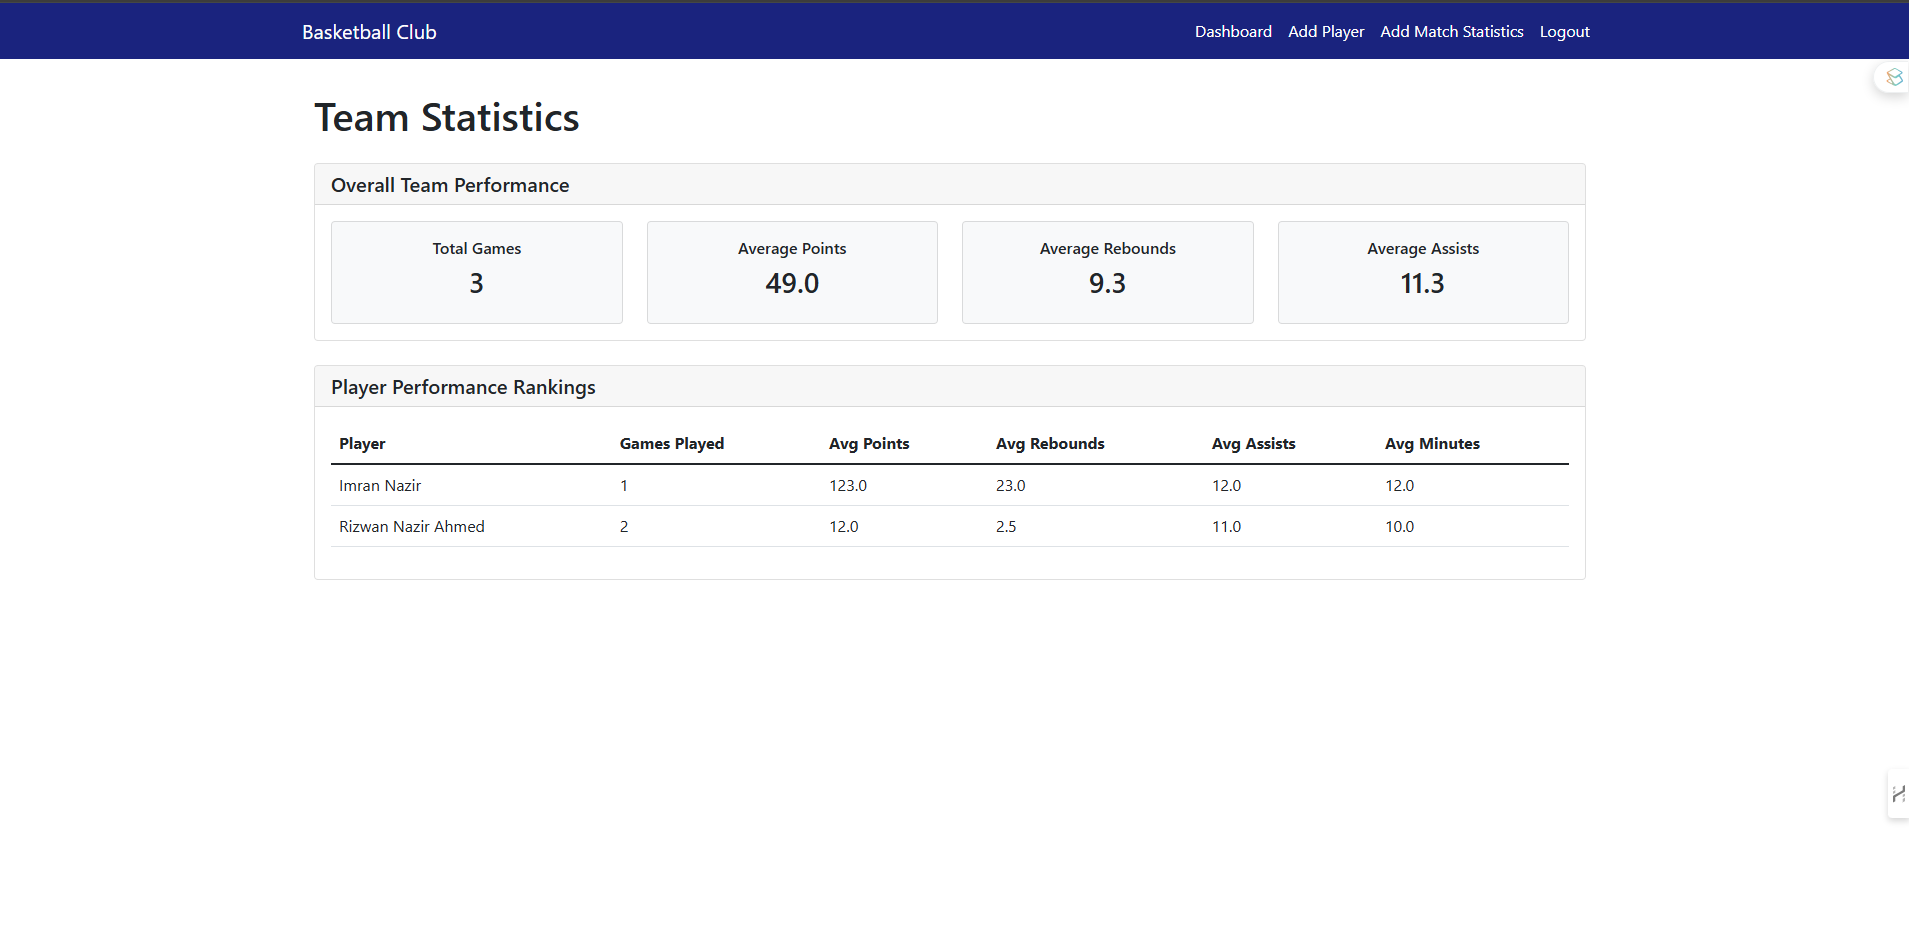 Basketball Club Dashboard Add Player Add Match Statistics Logout
Team Statistics
Overall Team Performance
Total Games Average Points Average Rebounds Average Assists
3 49.0 9.3 11.3
Player Performance Rankings
Player Games Played Avg Points Avg Rebounds Avg Assists Avg Minutes
Imran Nazir 1 123.0 23.0 12.0 12.0
Rizwan Nazir Ahmed 2 12.0 2.5 11.0 10.0